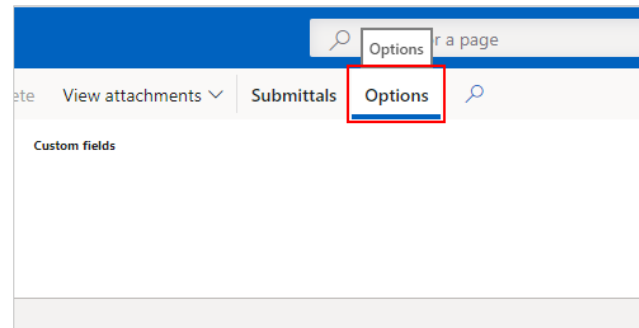 r a page
Options
ete View attachments Submittals Options
Custom fields